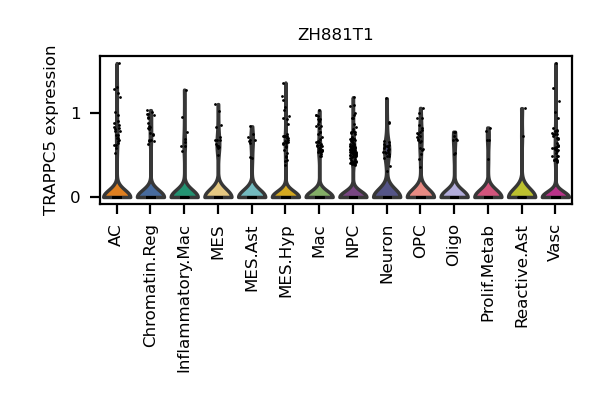 ZH881T1
TRAPPC5 expression
1
0
AC
Chromatin.Reg
Inflammatory.Mac
MES
MES.Ast
MES.Hyp
Mac
NPC
Neuron
OPC
Oligo
Prolif.Metab
Reactive.Ast
Vasc